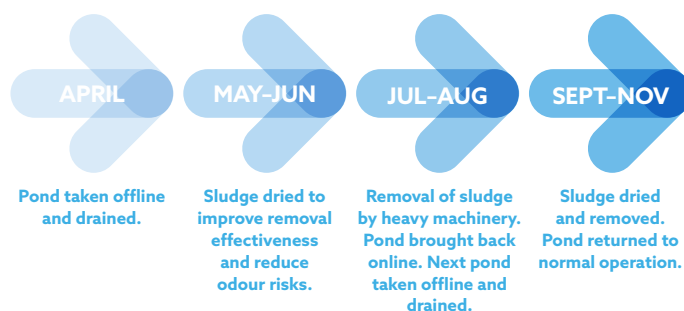 APRIL
Pond taken offline
and drained.
MAY–JUN
Sludge dried to
improve removal
effectiveness
and reduce
odour risks.
JUL–AUG
Removal of sludge
by heavy machinery.
Pond brought back
online. Next pond
taken offline and
drained.
SEPT–NOV
Sludge dried
and removed.
Pond returned to
normal operation.